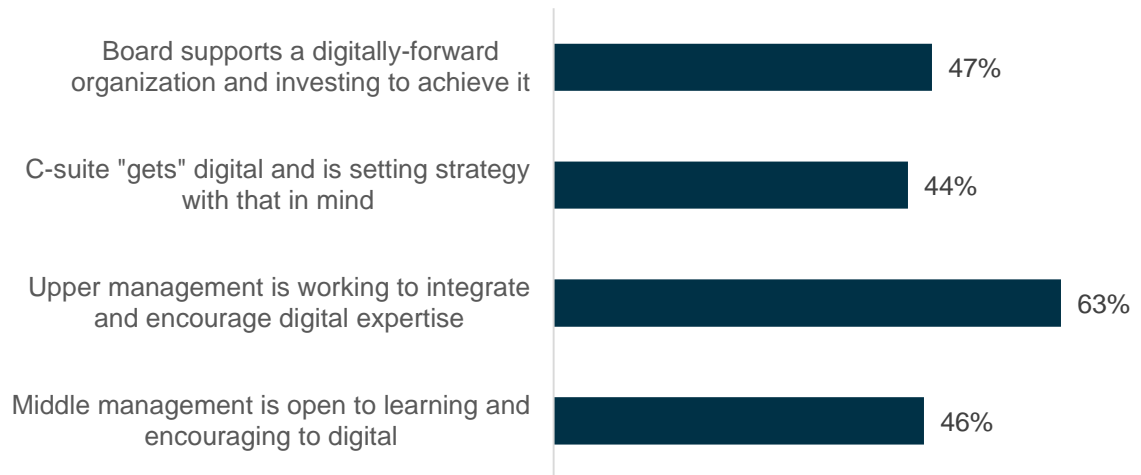 Board supports a digitally-forward
organization and investing to achieve it
47%
C-suite "gets" digital and is setting strategy
with that in mind
44%
Upper management is working to integrate
and encourage digital expertise
63%
Middle management is open to learning and
encouraging to digital
46%